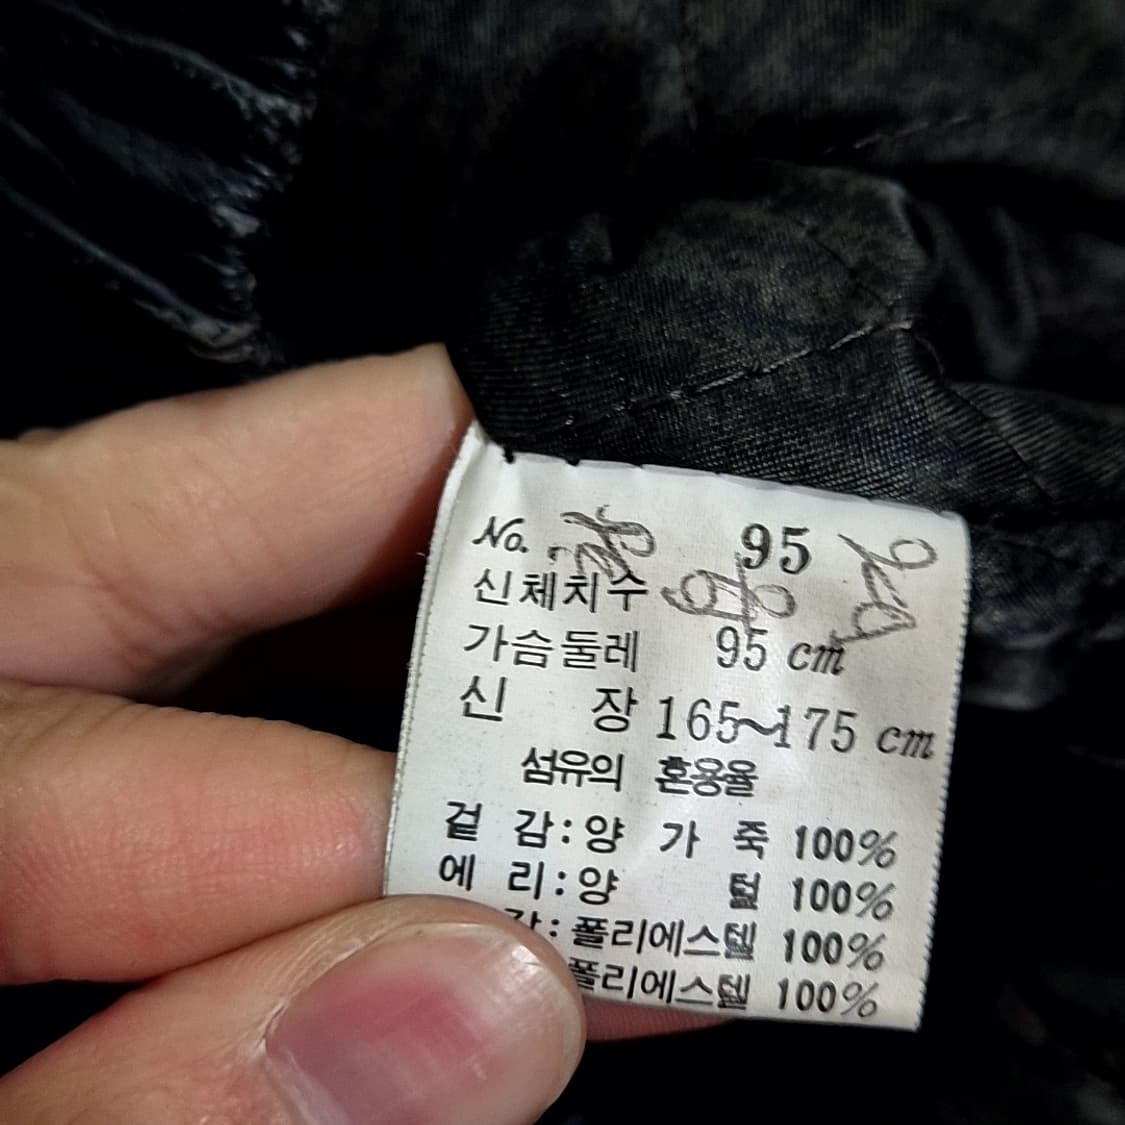 No. 95
신체치수
가슴둘레 95 cm
신 장 165~175 cm
섬유의 혼용율
겉 감: 양 가 죽 100%
에 리: 양 털 100%
감: 폴리에스텔 100%
폴리에스텔 100%